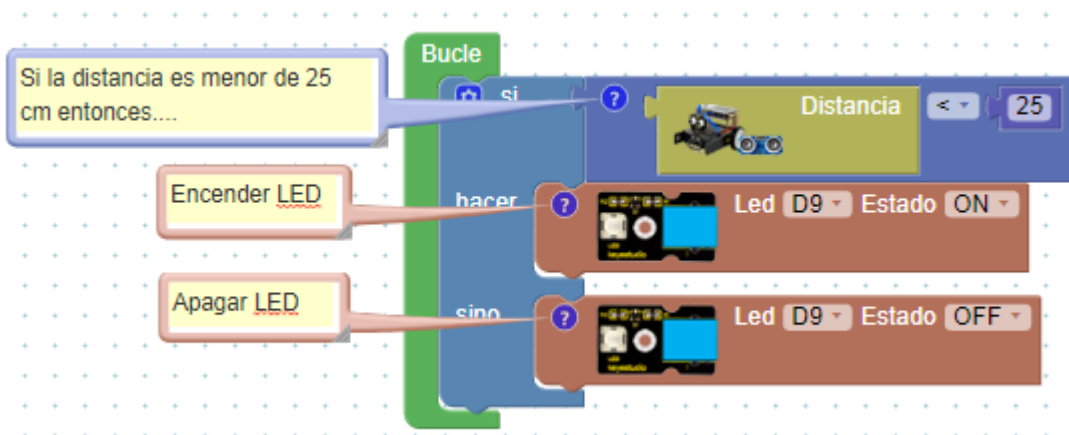 Bucle
Si la distancia es menor de 25
cm entonces....
si
?
Distancia
<
25
Encender LED
hacer
?
Led D9 Estado ON
Apagar LED
sino
?
Led D9 Estado OFF